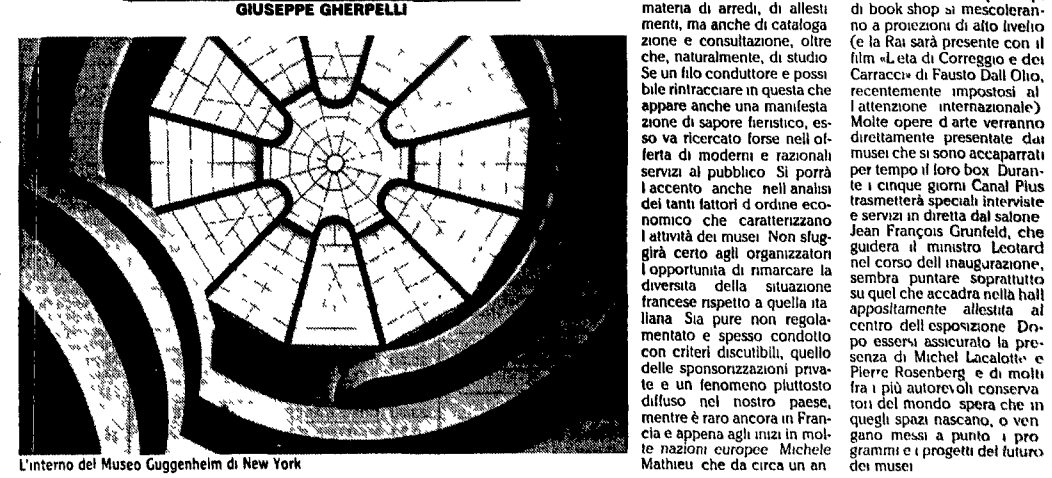 GIUSEPPE GHERPELLI
L'interno del Museo Guggenheim di New York
materia di arredi, di allesti
menti, ma anche di cataloga
zione e consultazione, oltre
che, naturalmente, di studio
Se un filo conduttore e possi
bile rintracciare in questa che
appare anche una manifesta
zione di sapore fieristico, es-
so va ricercato forse nell of-
ferta di moderni e razionali
servizi al pubblico Si porrà
l accento anche nell analisi
dei tanti fattori d ordine eco-
nomico che caratterizzano
l attività dei musei Non sfug-
girà certo agli organizzatori
l opportunita di rimarcare la
diversita della situazione
francese rispetto a quella ita
liana Sia pure non regola-
mentato e spesso condotto
con criteri discutibili, quello
delle sponsorizzazioni priva-
te e un fenomeno piuttosto
diffuso nel nostro paese,
mentre è raro ancora in Fran-
cia e appena agli inizi in mol-
te nazioni europee Michele
Mathieu che da circa un an
di book shop si mescoleran-
no a proiezioni di alto livello
(e la Rai sarà presente con il
film «L eta di Correggio e dei
Carracci» di Fausto Dall Olio,
recentemente impostosi al
l attenzione internazionale)
Molte opere d arte verranno
direttamente presentate dai
musei che si sono accaparrati
per tempo il loro box Duran-
te i cinque giorni Canal Plus
trasmetterà speciali interviste
e servizi in diretta dal salone
Jean François Grunfeld, che
guidera il ministro Leotard
nel corso dell inaugurazione,
sembra puntare soprattutto
su quel che accadra nella hall
appositamente allestita al
centro dell esposizione Do-
po essersi assicurato la pre-
senza di Michel Lacalotte e
Pierre Rosenberg e di molti
fra i più autorevoli conserva
tori del mondo spera che in
quegli spazi nascano, o ven
gano messi a punto i pro
grammi e i progetti del futuro
dei musei